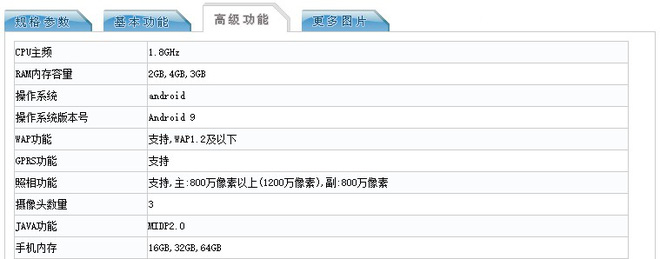 规格参数 基本功能 高级功能 更多图片
CPU主频 1.8GHz
RAM内存容量 2GB,4GB,3GB
操作系统 android
操作系统版本号 Android 9
WAP功能 支持,WAP1.2及以下
GPRS功能 支持
照相功能 支持,主:800万像素以上(1200万像素),副:800万像素
摄像头数量 3
JAVA功能 MIDP2.0
手机内存 16GB,32GB,64GB